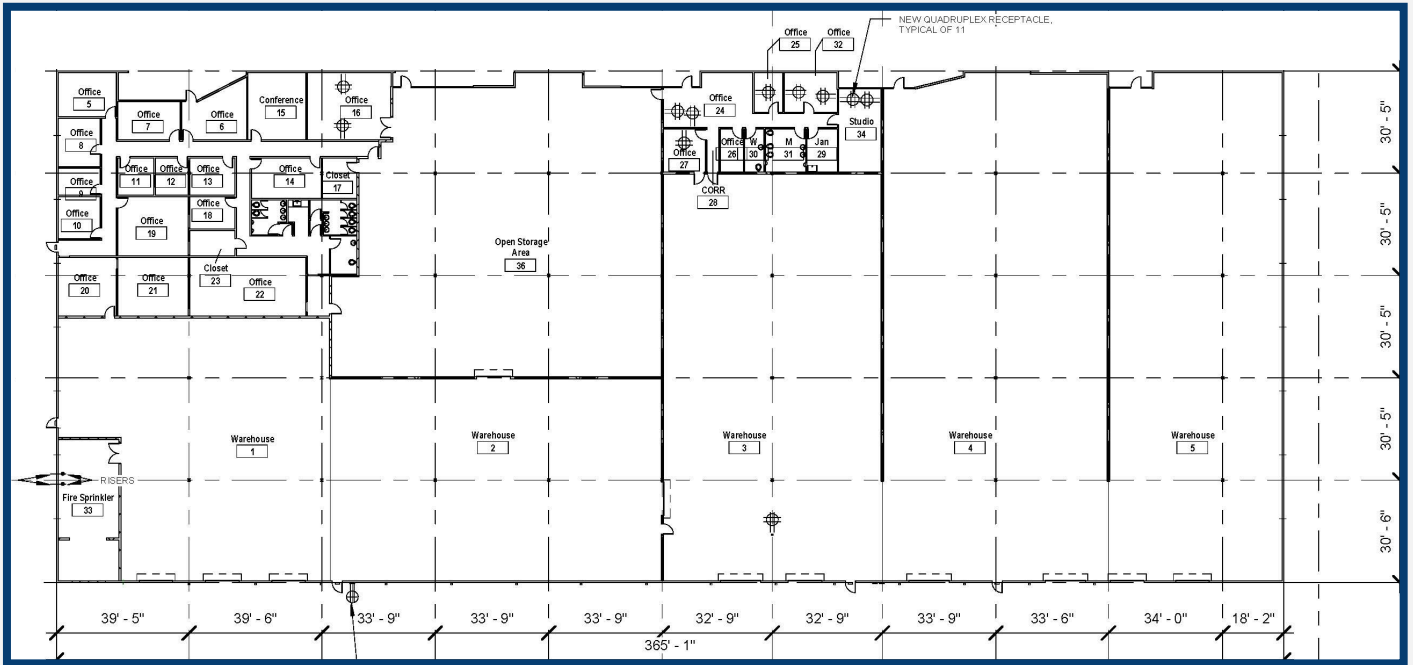 NEW QUADRUPLEX RECEPTACLE,
TYPICAL OF 11
Office
25
Office
32
Office
5
Office
7
Office
6
Conference
15
Office
16
Office
24
Studio
34
Office
8
Office
27
Office
26
W
30
M
31
Jan
29
Office
9
Office
11
Office
12
Office
13
Office
14
Closet
17
CORR
28
Office
10
Office
18
Office
19
Open Storage
Area
36
Closet
23
Office
20
Office
21
Office
22
Warehouse
1
Warehouse
2
Warehouse
3
Warehouse
4
Warehouse
5
RISERS
Fire Sprinkler
33
30' - 5"
30' - 5"
30' - 5"
30' - 5"
30' - 6"
39' - 5"
39' - 6"
33' - 9"
33' - 9"
33' - 9"
32' - 9"
32' - 9"
33' - 9"
33' - 6"
34' - 0"
18' - 2"
365' - 1"